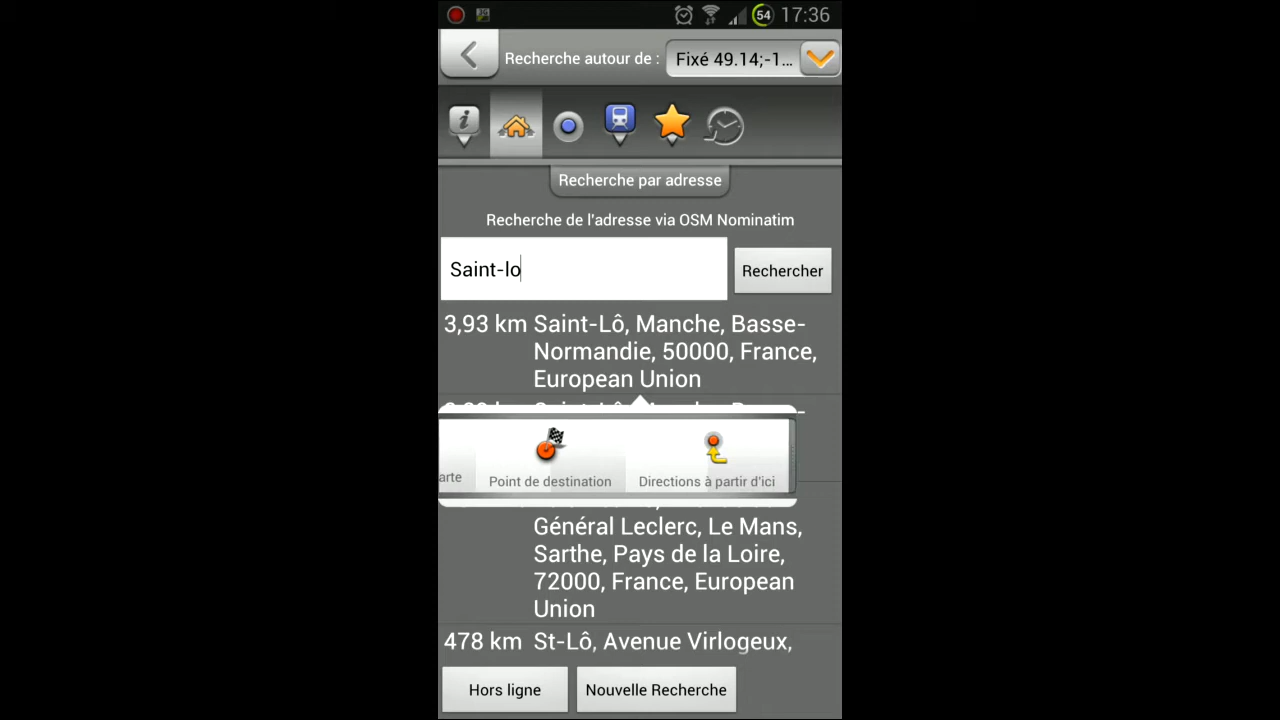 54 17:36
Recherche autour de : Fixé 49.14;-1...
Recherche par adresse
Recherche de l'adresse via OSM Nominatim
Saint-lo Rechercher
3,93 km Saint-Lô, Manche, Basse-
Normandie, 50000, France,
European Union
arte Point de destination Directions à partir d'ici
Général Leclerc, Le Mans,
Sarthe, Pays de la Loire,
72000, France, European
Union
478 km St-Lô, Avenue Virlogeux,
Hors ligne Nouvelle Recherche